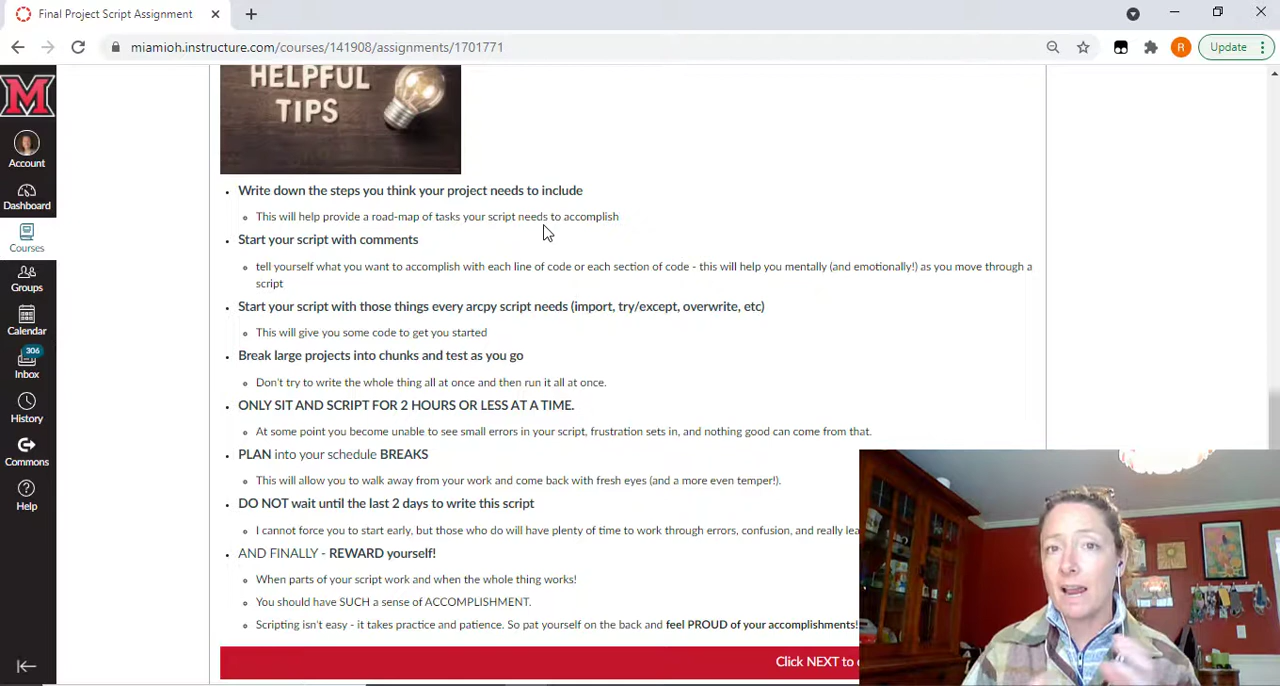 Final Project Script Assignment
miamioh.instructure.com/courses/141908/assignments/1701771
R
Update
M
Account
Dashboard
Courses
Groups
Calendar
306
Inbox
History
Commons
Help
HELPFUL
TIPS
Write down the steps you think your project needs to include
This will help provide a road-map of tasks your script needs to accomplish
Start your script with comments
tell yourself what you want to accomplish with each line of code or each section of code - this will help you mentally (and emotionally!) as you move through a
script
Start your script with those things every arcpy script needs (import, try/except, overwrite, etc)
This will give you some code to get you started
Break large projects into chunks and test as you go
Don't try to write the whole thing all at once and then run it all at once.
ONLY SIT AND SCRIPT FOR 2 HOURS OR LESS AT A TIME.
At some point you become unable to see small errors in your script, frustration sets in, and nothing good can come from that.
PLAN into your schedule BREAKS
This will allow you to walk away from your work and come back with fresh eyes (and a more even temper!).
DO NOT wait until the last 2 days to write this script
I cannot force you to start early, but those who do will have plenty of time to work through errors, confusion, and really
AND FINALLY - REWARD yourself!
When parts of your script work and when the whole thing works!
You should have SUCH a sense of ACCOMPLISHMENT.
Scripting isn't easy - it takes practice and patience. So pat yourself on the back and feel PROUD of your accomplishments!
Click NEXT to